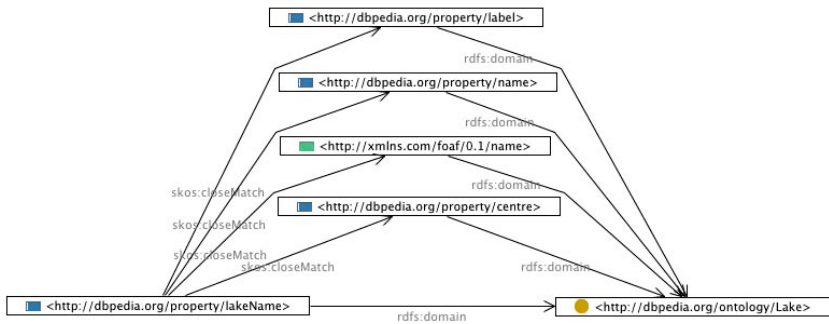 <http://dbpedia.org/property/label>
rdfs:domain
<http://dbpedia.org/property/name>
rdfs:domain
<http://xmlns.com/foaf/0.1/name>
rdfs:domain
skos:closeMatch
<http://dbpedia.org/property/centre>
skos:closeMatch
skos:closeMatch
skos:closeMatch
rdfs:domain
<http://dbpedia.org/property/lakeName>
<http://dbpedia.org/ontology/Lake>
rdfs:domain